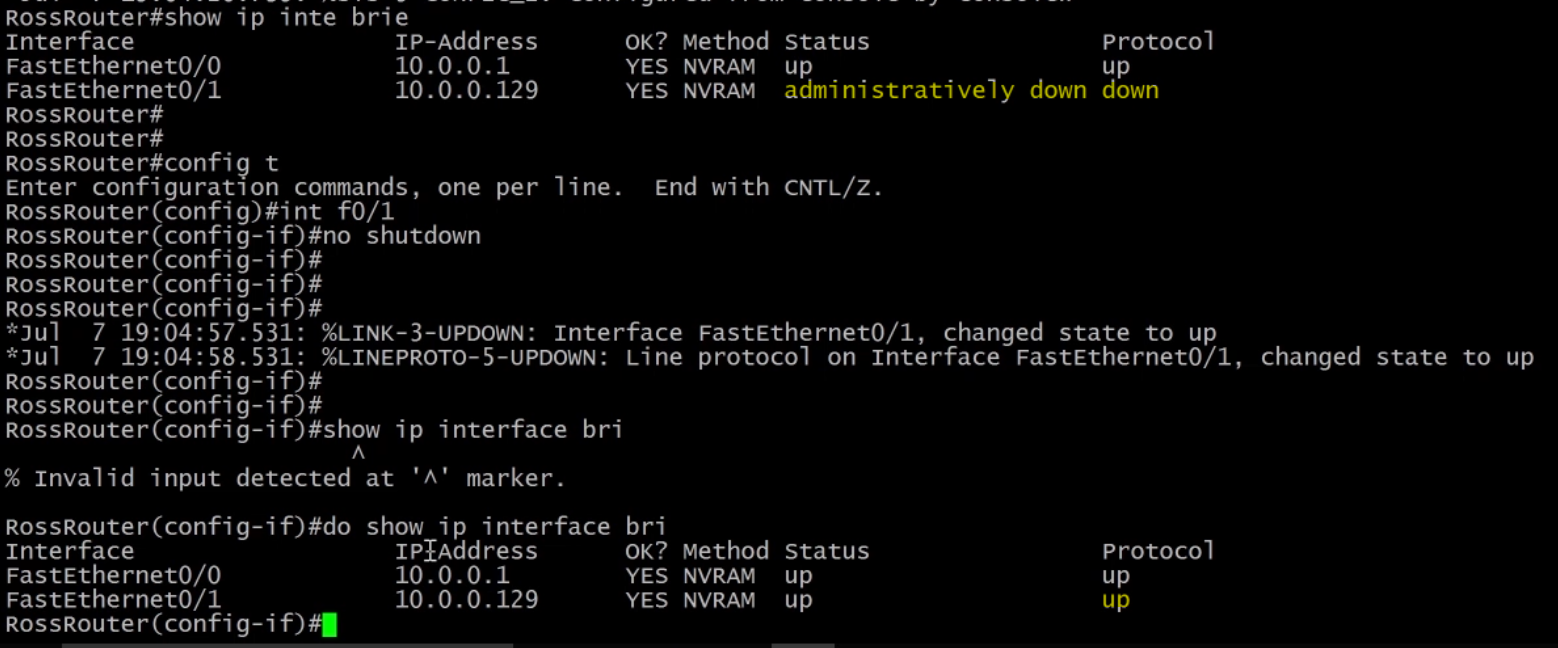 RossRouter#show ip inte brie
Interface                  IP-Address      OK? Method Status                Protocol
FastEthernet0/0            10.0.0.1        YES NVRAM  up                    up
FastEthernet0/1            10.0.0.129      YES NVRAM  administratively down down
RossRouter#
RossRouter#
RossRouter#config t
Enter configuration commands, one per line.  End with CNTL/Z.
RossRouter(config)#int f0/1
RossRouter(config-if)#no shutdown
RossRouter(config-if)#
RossRouter(config-if)#
RossRouter(config-if)#
*Jul  7 19:04:57.531: %LINK-3-UPDOWN: Interface FastEthernet0/1, changed state to up
*Jul  7 19:04:58.531: %LINEPROTO-5-UPDOWN: Line protocol on Interface FastEthernet0/1, changed state to up
RossRouter(config-if)#
RossRouter(config-if)#
RossRouter(config-if)#show ip interface bri
                        ^
% Invalid input detected at '^' marker.
RossRouter(config-if)#do show ip interface bri
Interface                  IP-Address      OK? Method Status                Protocol
FastEthernet0/0            10.0.0.1        YES NVRAM  up                    up
FastEthernet0/1            10.0.0.129      YES NVRAM  up                    up
RossRouter(config-if)#